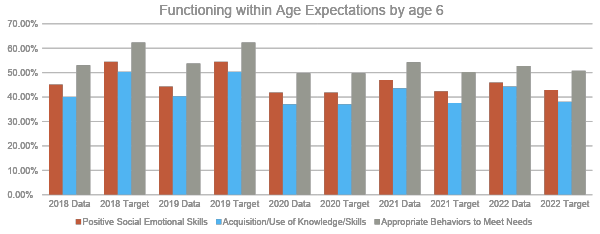 Functioning within Age Expectations by age 6
70.00%
60.00%
50.00%
40.00%
30.00%
20.00%
10.00%
0.00%
2018 Data 2018 Target 2019 Data 2019 Target 2020 Data 2020 Target 2021 Data 2021 Target 2022 Data 2022 Target
Positive Social Emotional Skills Acquisition/Use of Knowledge/Skills Appropriate Behaviors to Meet Needs